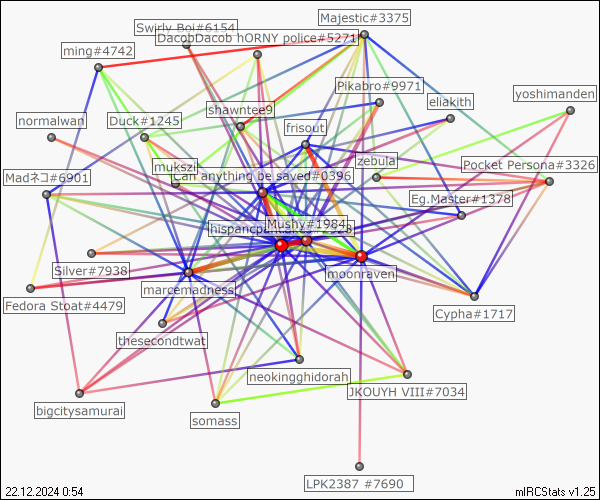 Majestic#3375
Swirly Boi#6154
DacobDacob hORNY police#5271
ming#4742
Pikabro#9971
yoshimanden
eliakith
shawntee9
normalwan
Duck#1245
frisout
zebula
mukszi
Pocket Persona#3326
Can anything be saved#0396
Madネコ#6901
Eg.Master#1378
Mushy#1984
moonraven
Silver#7938
marcemadness
Fedora Stoat#4479
Cypha#1717
thesecondtwat
neokingghidorah
JKOUYH VIII#7034
bigcitysamurai
somass
LPK2387 #7690
22.12.2024 0:54
mIRCStats v1.25